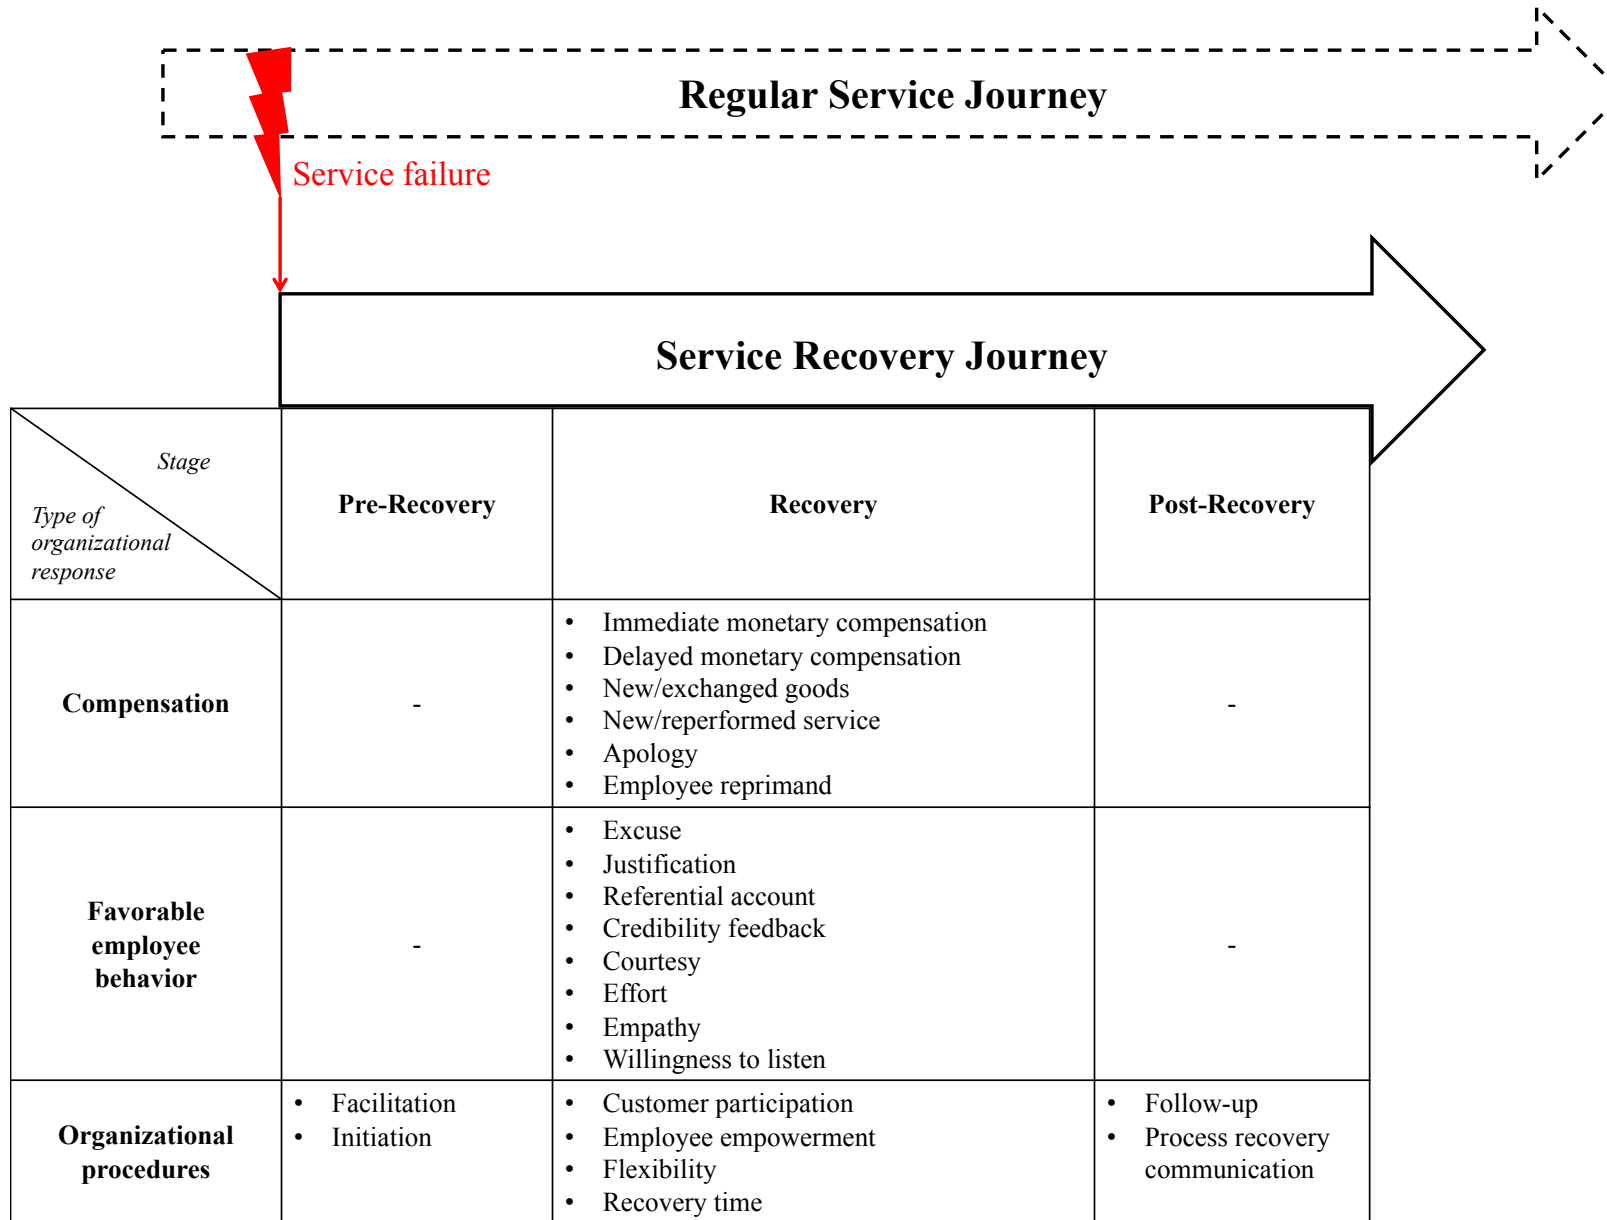 Regular Service Journey
Service failure
Service Recovery Journey
Stage
Type of
organizational
response
Pre-Recovery
Recovery
Post-Recovery
Compensation
-
• Immediate monetary compensation
• Delayed monetary compensation
• New/exchanged goods
• New/reperformed service
• Apology
• Employee reprimand
-
Favorable
employee
behavior
-
• Excuse
• Justification
• Referential account
• Credibility feedback
• Courtesy
• Effort
• Empathy
• Willingness to listen
-
Organizational
procedures
• Facilitation
• Initiation
• Customer participation
• Employee empowerment
• Flexibility
• Recovery time
• Follow-up
• Process recovery
communication